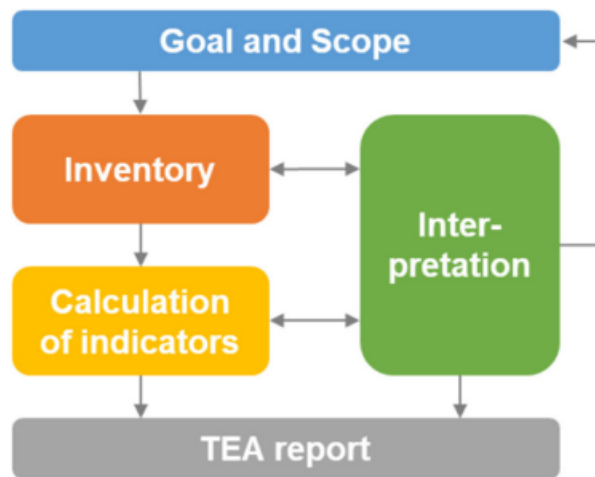 Goal and Scope
Inventory
Inter-
pretation
Calculation
of indicators
TEA report